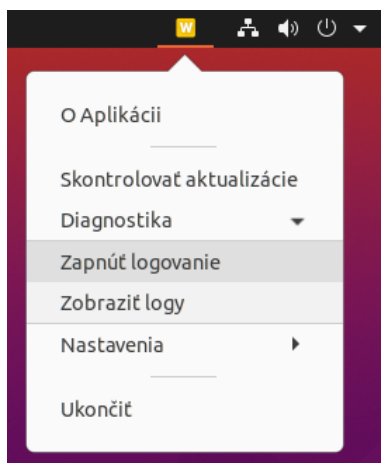 W
O Aplikácii
Skontrolovať aktualizácie
Diagnostika
Zapnúť logovanie
Zobraziť logy
Nastavenia
Ukončiť